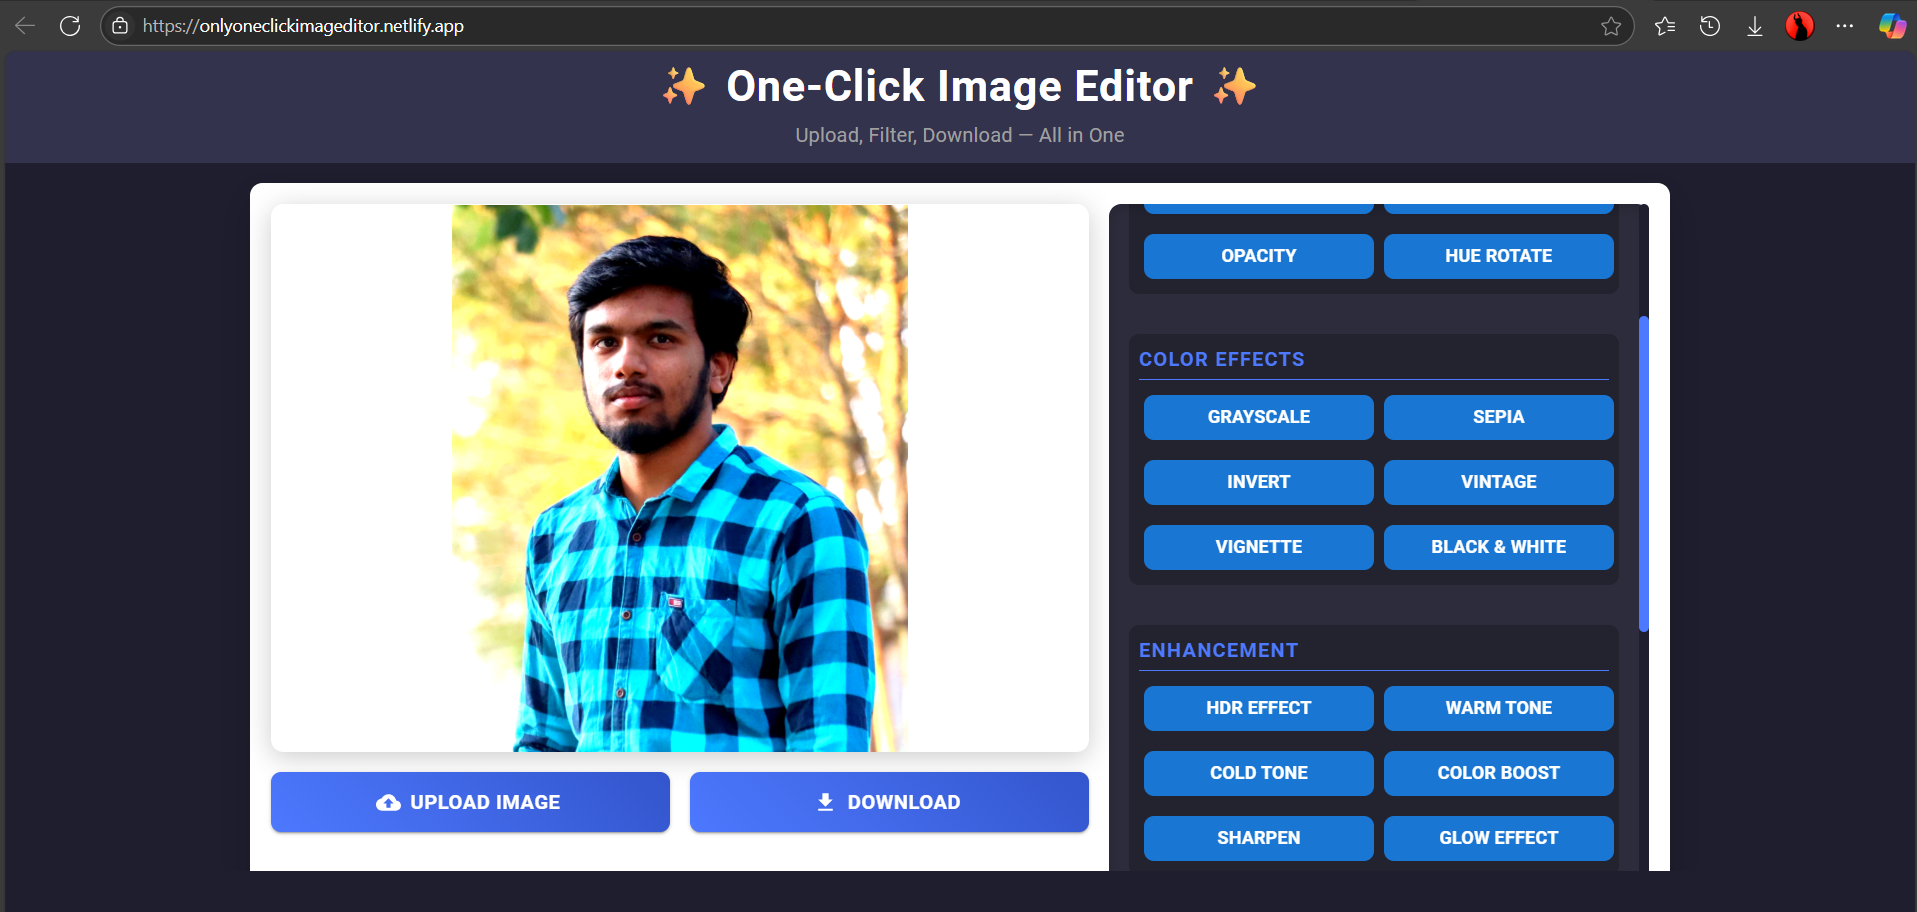 https://onlyoneclickimageditor.netlify.app
✨ One-Click Image Editor ✨
Upload, Filter, Download — All in One
OPACITY
HUE ROTATE
COLOR EFFECTS
GRAYSCALE
SEPIA
INVERT
VINTAGE
VIGNETTE
BLACK & WHITE
ENHANCEMENT
HDR EFFECT
WARM TONE
COLD TONE
COLOR BOOST
SHARPEN
GLOW EFFECT
UPLOAD IMAGE
DOWNLOAD